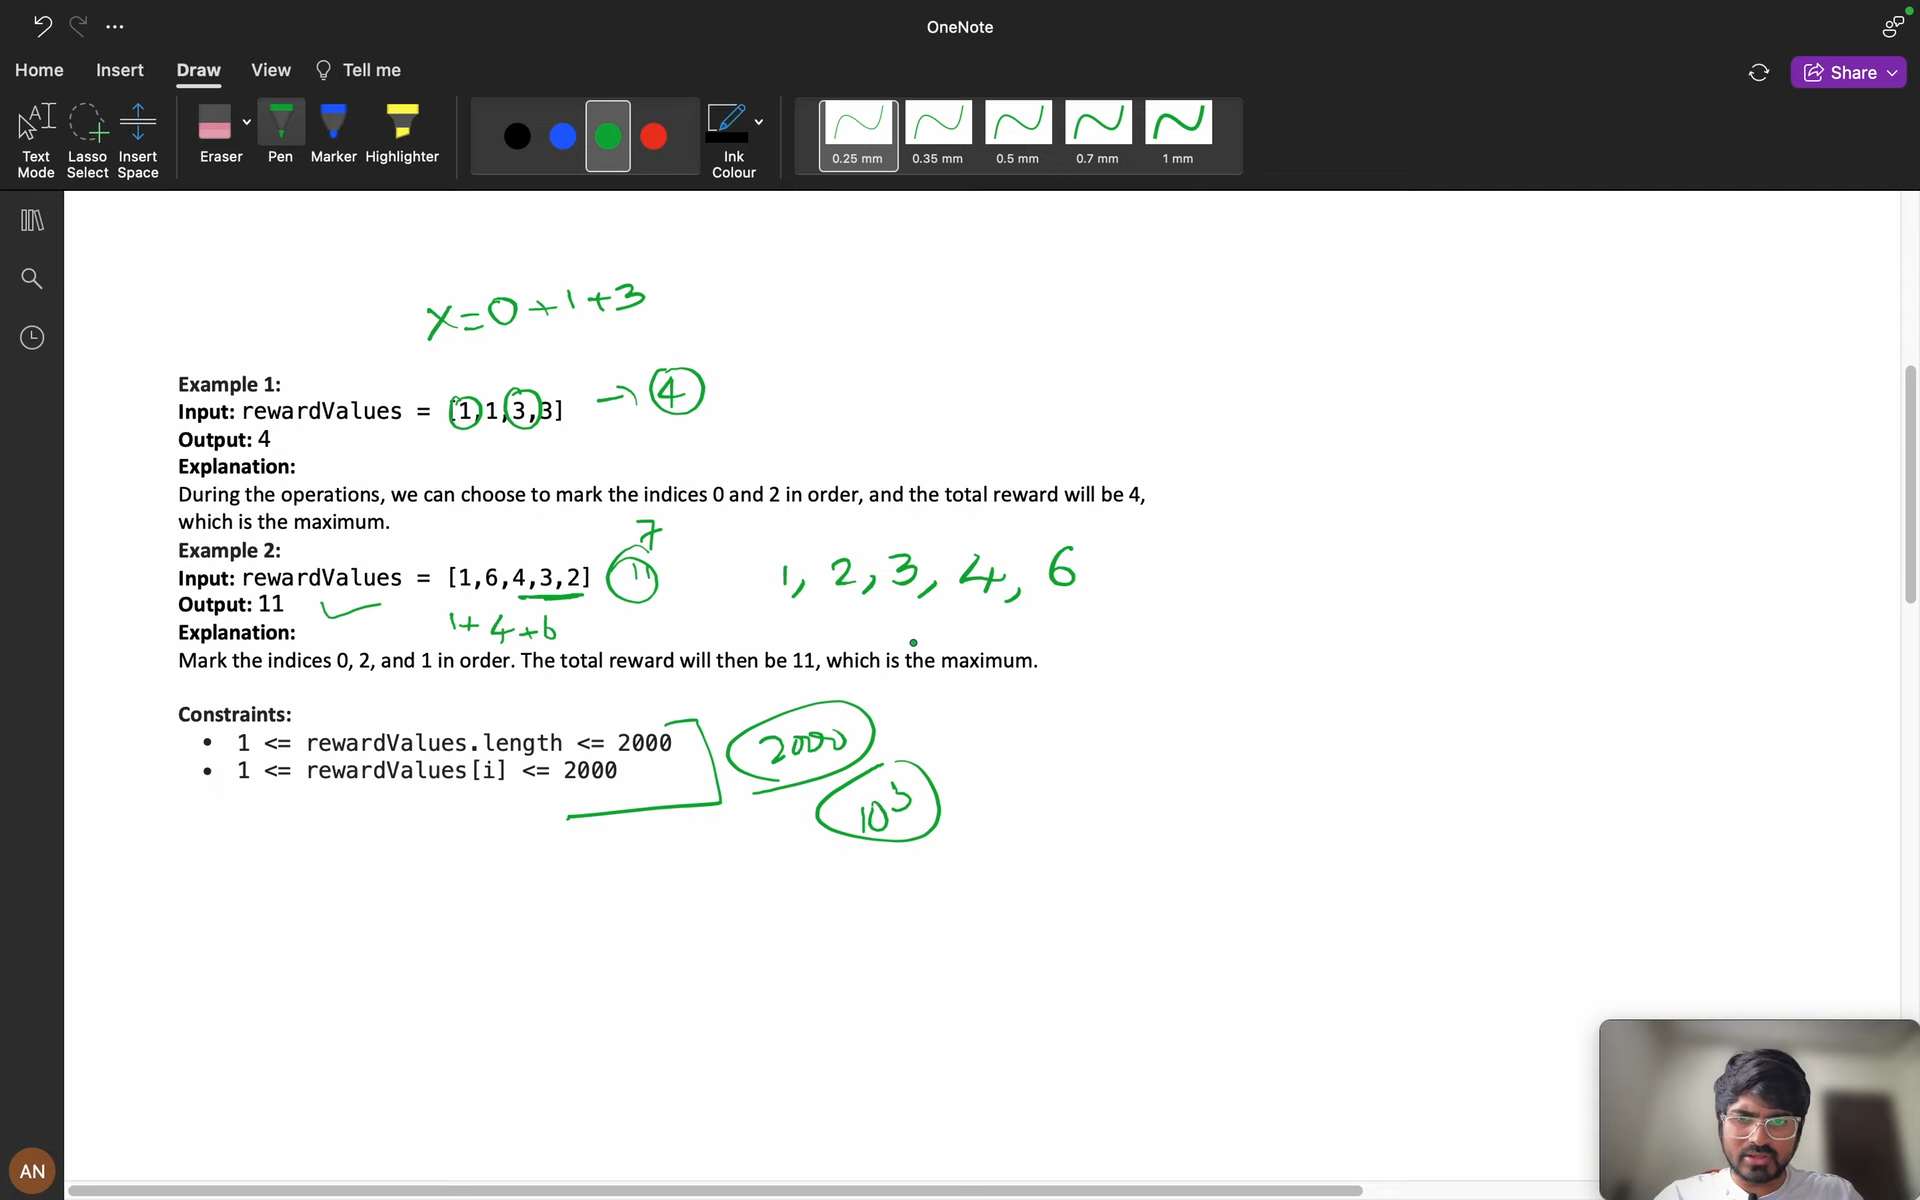 OneNote
Home Insert Draw View Tell me
Share
Text Mode
Lasso Select
Insert Space
Eraser
Pen
Marker
Highlighter
Ink Colour
0.25 mm
0.35 mm
0.5 mm
0.7 mm
1 mm
x=0+1+3
Example 1:
Input: rewardValues = [1,1,3,3] → 4
Output: 4
Explanation:
During the operations, we can choose to mark the indices 0 and 2 in order, and the total reward will be 4,
which is the maximum.
7
Example 2:
Input: rewardValues = [1,6,4,3,2] 11 1, 2, 3, 4, 6
Output: 11
1+ 4+6
Explanation:
Mark the indices 0, 2, and 1 in order. The total reward will then be 11, which is the maximum.
Constraints:
• 1 <= rewardValues.length <= 2000
2000
• 1 <= rewardValues[i] <= 2000
10³
AN